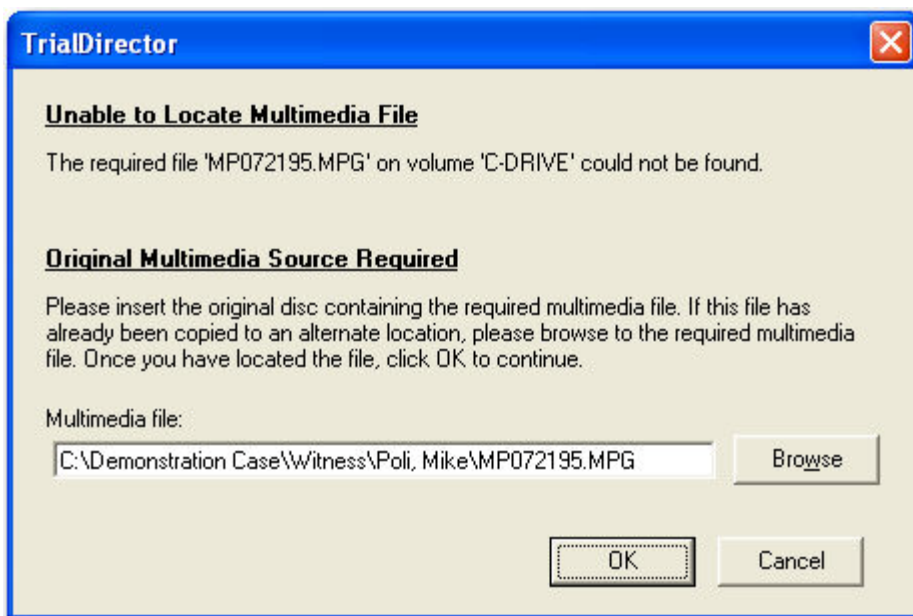 TrialDirector
Unable to Locate Multimedia File
The required file 'MP072195.MPG' on volume 'C-DRIVE' could not be found.
Original Multimedia Source Required
Please insert the original disc containing the required multimedia file. If this file has
already been copied to an alternate location, please browse to the required multimedia
file. Once you have located the file, click OK to continue.
Multimedia file:
C:\Demonstration Case\Witness\Poli, Mike\MP072195.MPG
Browse
OK
Cancel